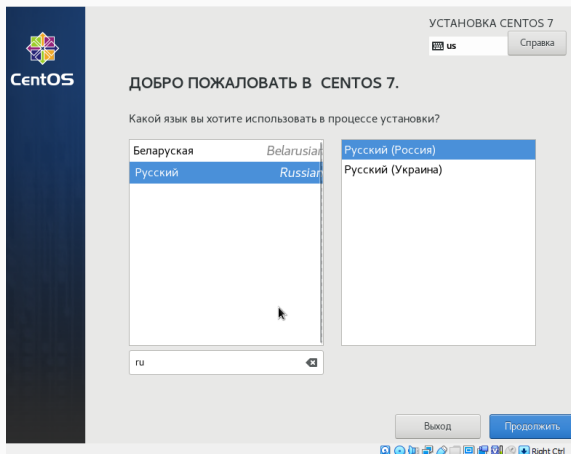 УСТАНОВКА CENTOS 7
us
Справка
CentOS
ДОБРО ПОЖАЛОВАТЬ В CENTOS 7.
Какой язык вы хотите использовать в процессе установки?
Беларуская Belarusian
Русский Russian
Русский (Россия)
Русский (Украина)
ru
Выход
Продолжить
Right Ctrl